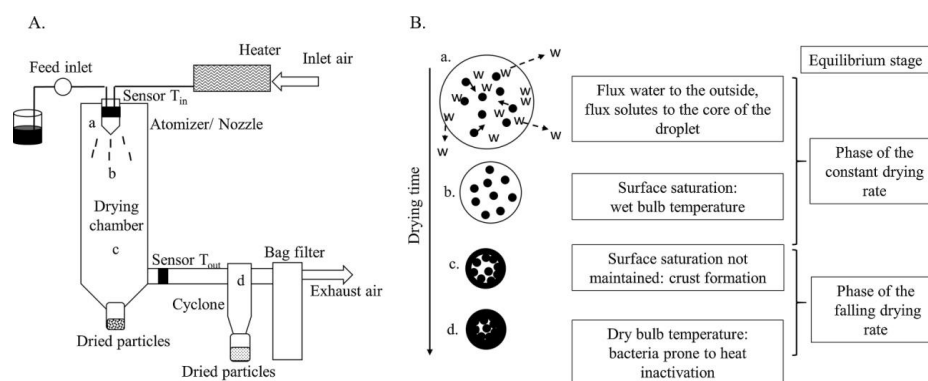 A.
Heater
Inlet air
Feed inlet
Sensor T_in
a
Atomizer/ Nozzle
b
Drying
chamber
c
Sensor T_out
Bag filter
d
Cyclone
Exhaust air
Dried particles
Dried particles
B.
Drying time
a.
w
w
w
w
w
w
w
w
w
w
w
w
w
b.
c.
d.
Flux water to the outside,
flux solutes to the core of the
droplet
Surface saturation:
wet bulb temperature
Surface saturation not
maintained: crust formation
Dry bulb temperature:
bacteria prone to heat
inactivation
Equilibrium stage
Phase of the
constant drying
rate
Phase of the
falling drying
rate